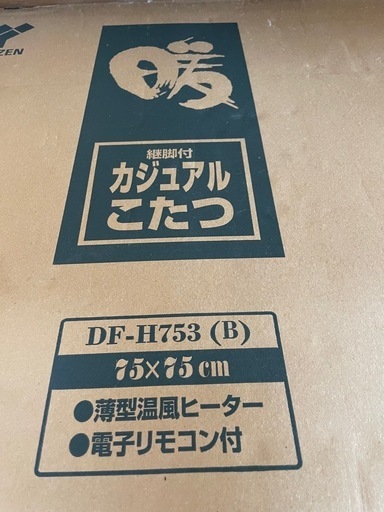 ZEN
暖
継脚付
カジュアル
こたつ
DF-H753 (B)
75×75cm
●薄型温風ヒーター
●電子リモコン付